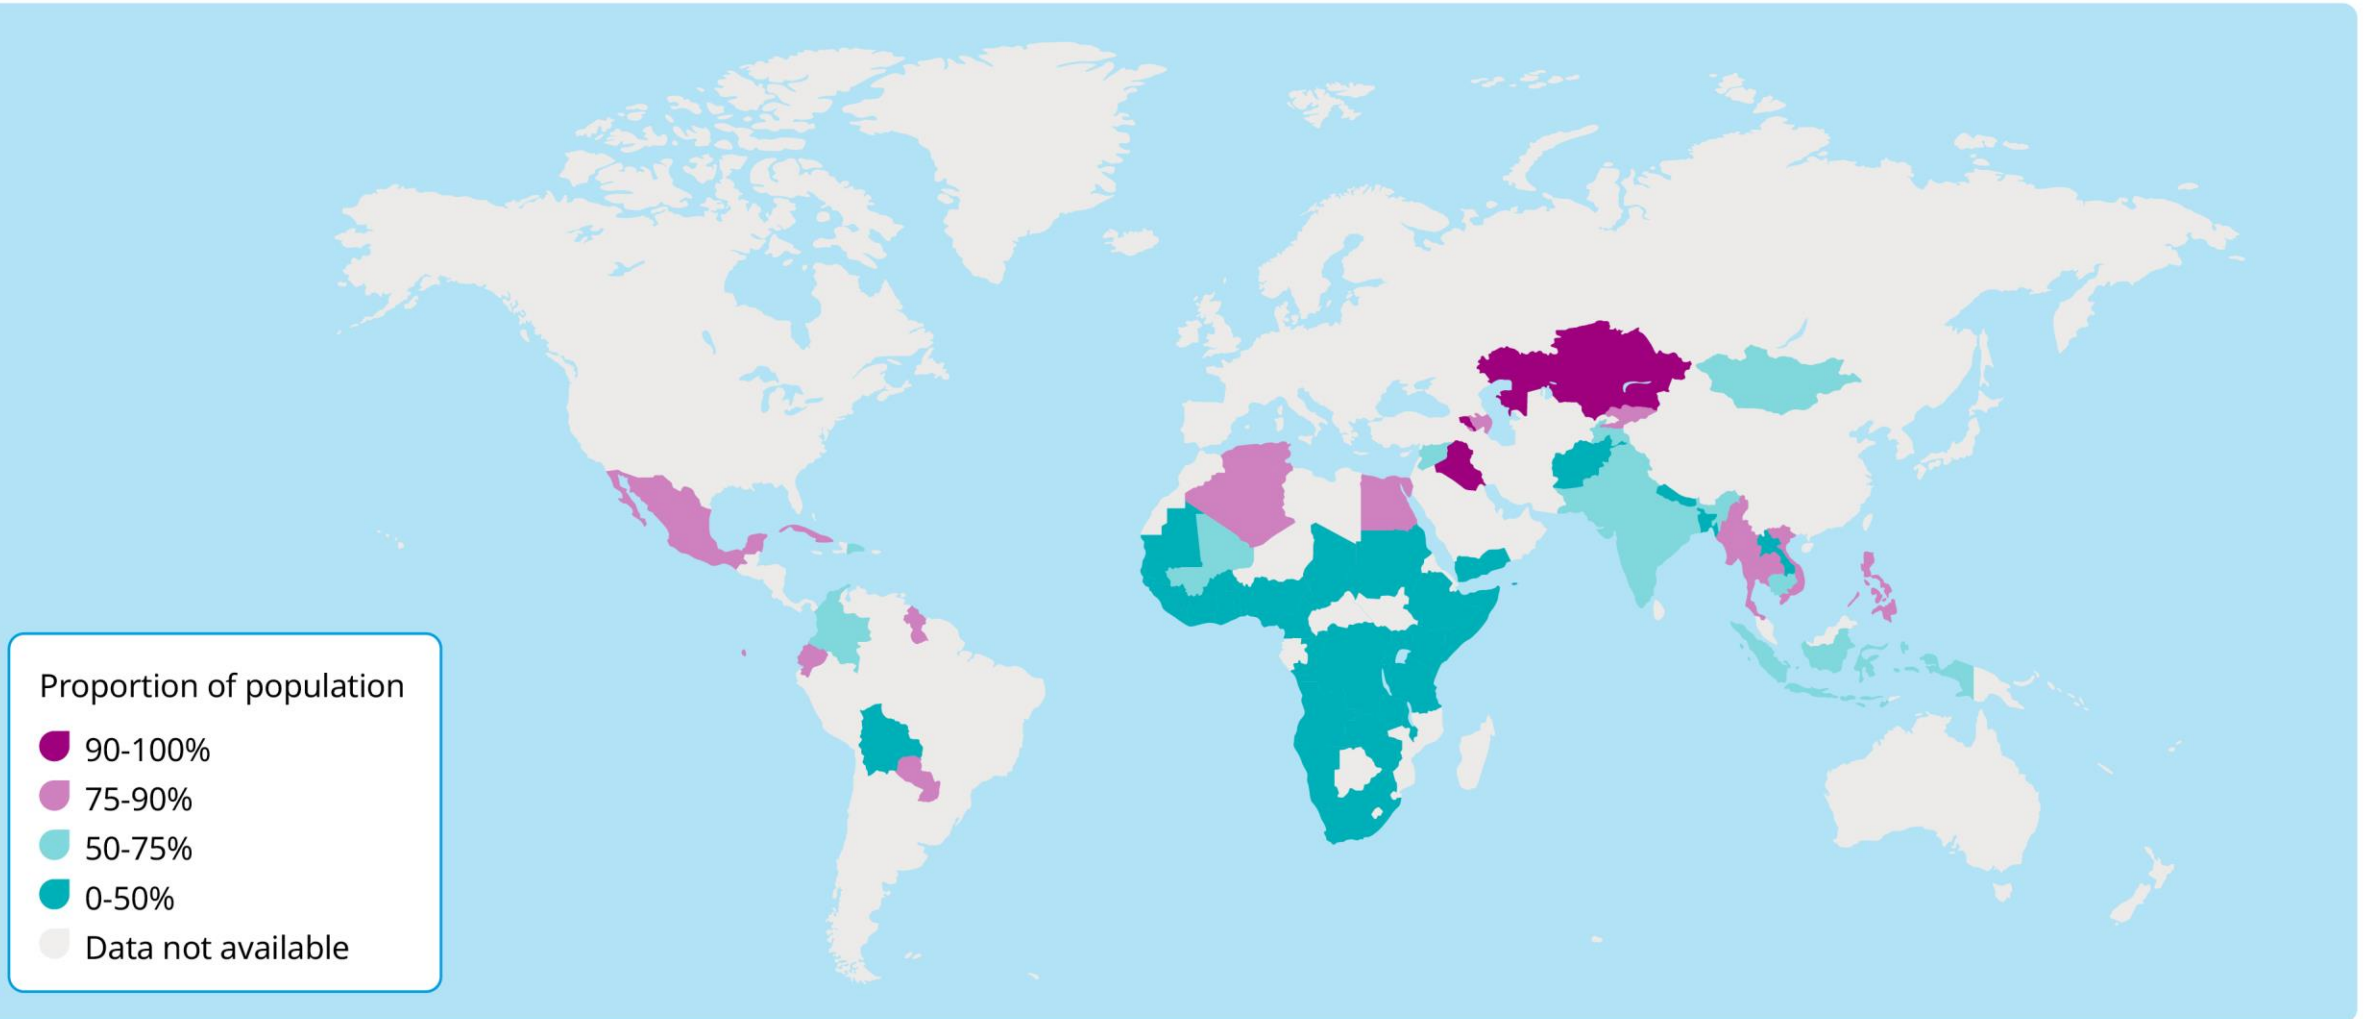 Proportion of population
90-100%
75-90%
50-75%
0-50%
Data not available